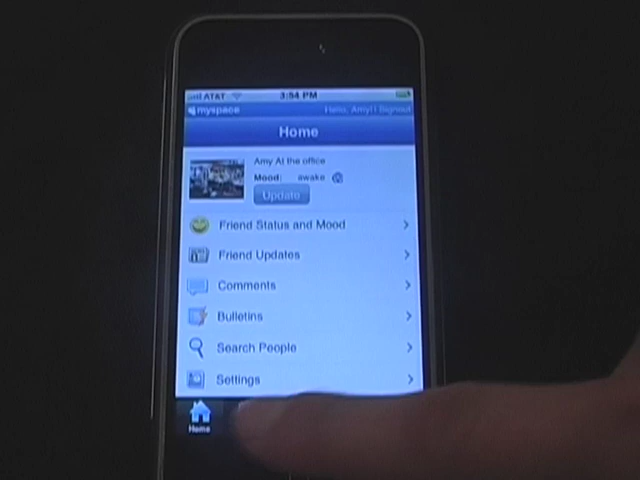 AT&T 3:54 PM
myspace Hello, Amy!
Home
Amy At the office
Mood: awake
Update
Friend Status and Mood
Friend Updates
Comments
Bulletins
Search People
Settings
Home